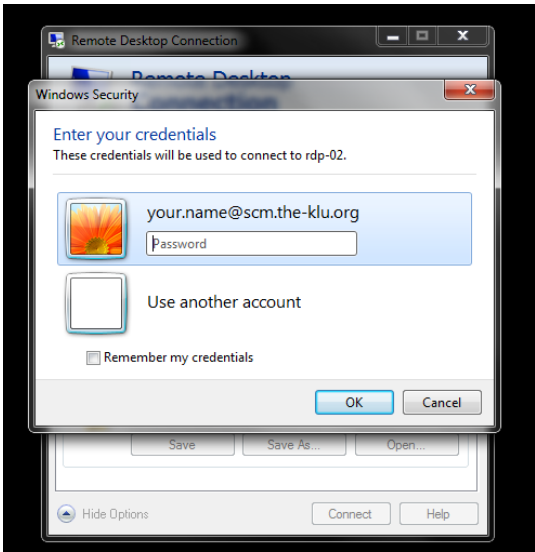 Remote Desktop Connection
Remote Desktop
Connection
Windows Security
Enter your credentials
These credentials will be used to connect to rdp-02.
your.name@scm.the-klu.org
Password
Use another account
Remember my credentials
OK Cancel
Save Save As... Open...
Hide Options Connect Help